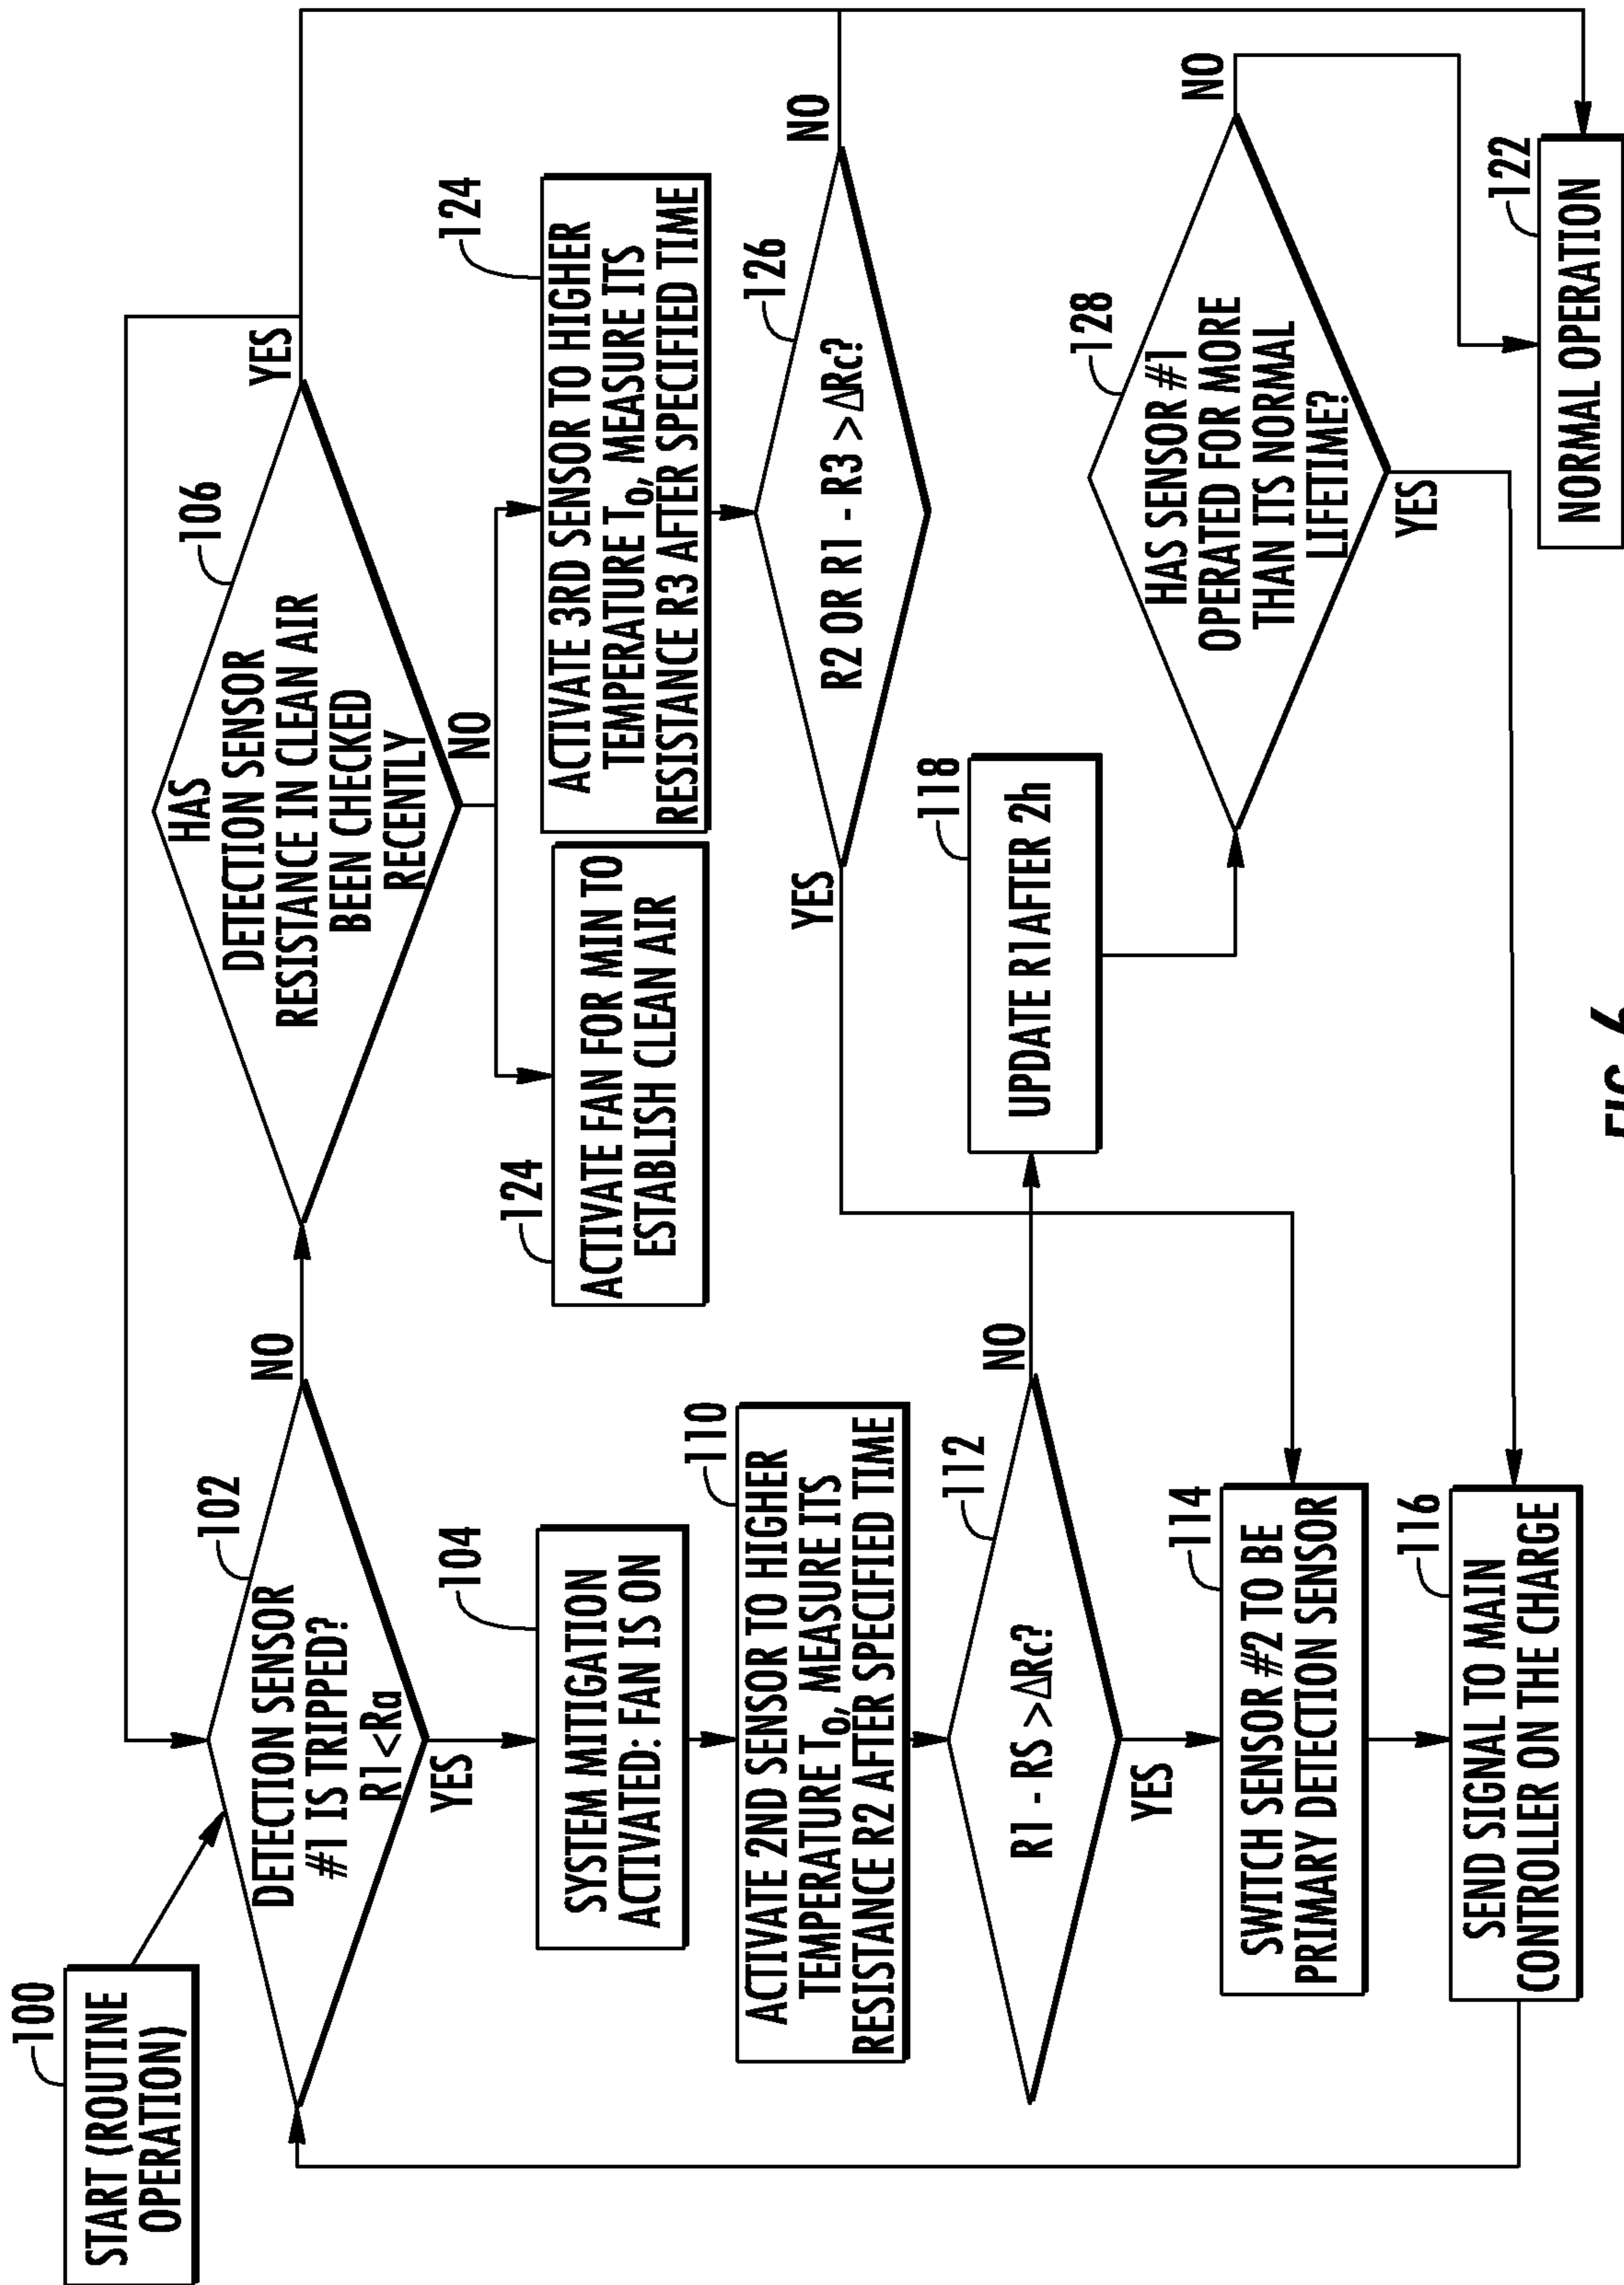 100
START (ROUTINE
OPERATION)
102
DETECTION SENSOR
#1 IS TRIPPED?
R1<Ra
NO
YES
104
SYSTEM MITIGATION
ACTIVATED: FAN IS ON
110
ACTIVATE 2ND SENSOR TO HIGHER
TEMPERATURE To, MEASURE ITS
RESISTANCE R2 AFTER SPECIFIED TIME
112
R1 - RS >ΔRc?
NO
YES
114
SWITCH SENSOR #2 TO BE
PRIMARY DETECTION SENSOR
116
SEND SIGNAL TO MAIN
CONTROLLER ON THE CHARGE
106
HAS
DETECTION SENSOR
RESISTANCE IN CLEAN AIR
BEEN CHECKED
RECENTLY
YES
NO
124
ACTIVATE FAN FOR MIN TO
ESTABLISH CLEAN AIR
124
ACTIVATE 3RD SENSOR TO HIGHER
TEMPERATURE To, MEASURE ITS
RESISTANCE R3 AFTER SPECIFIED TIME
126
R2 OR R1 - R3 >ΔRc?
YES
NO
118
UPDATE R1AFTER 2h
128
HAS SENSOR #1
OPERATED FOR MORE
THAN ITS NORMAL
LIFETIME?
NO
YES
122
NORMAL OPERATION